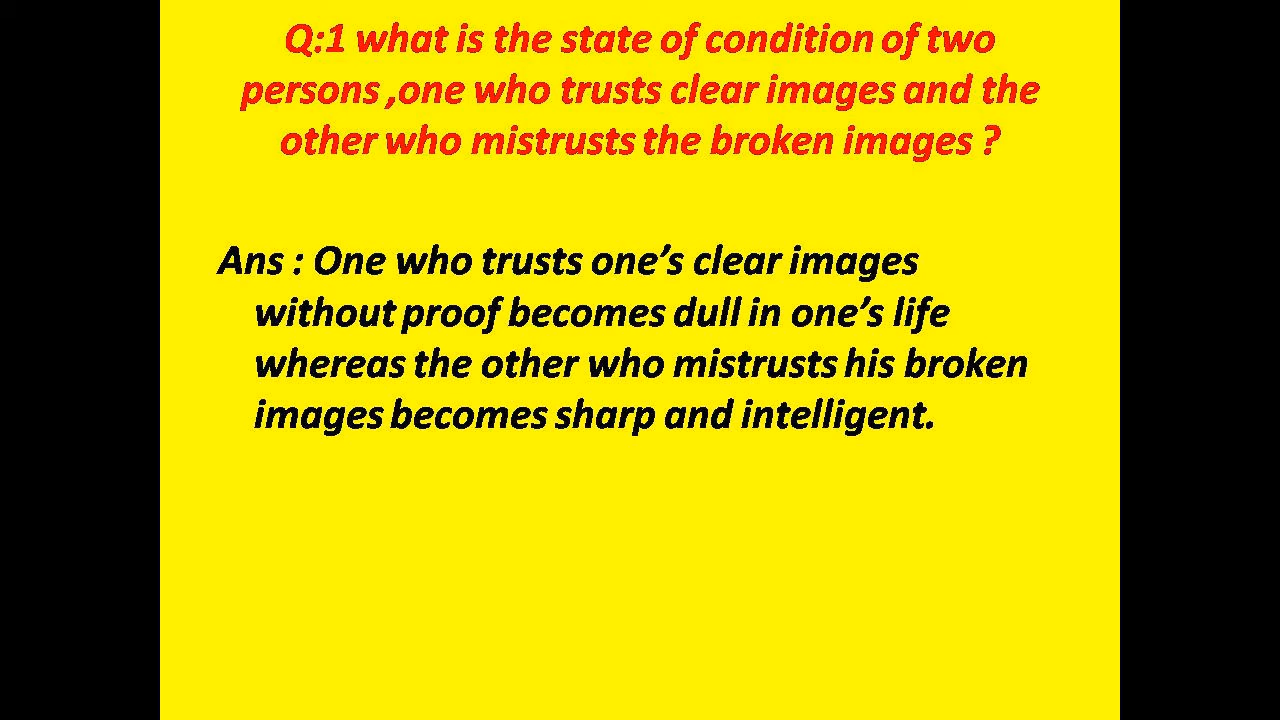 Q:1 what is the state of condition of two
persons ,one who trusts clear images and the
other who mistrusts the broken images ?
Ans : One who trusts one’s clear images
without proof becomes dull in one’s life
whereas the other who mistrusts his broken
images becomes sharp and intelligent.